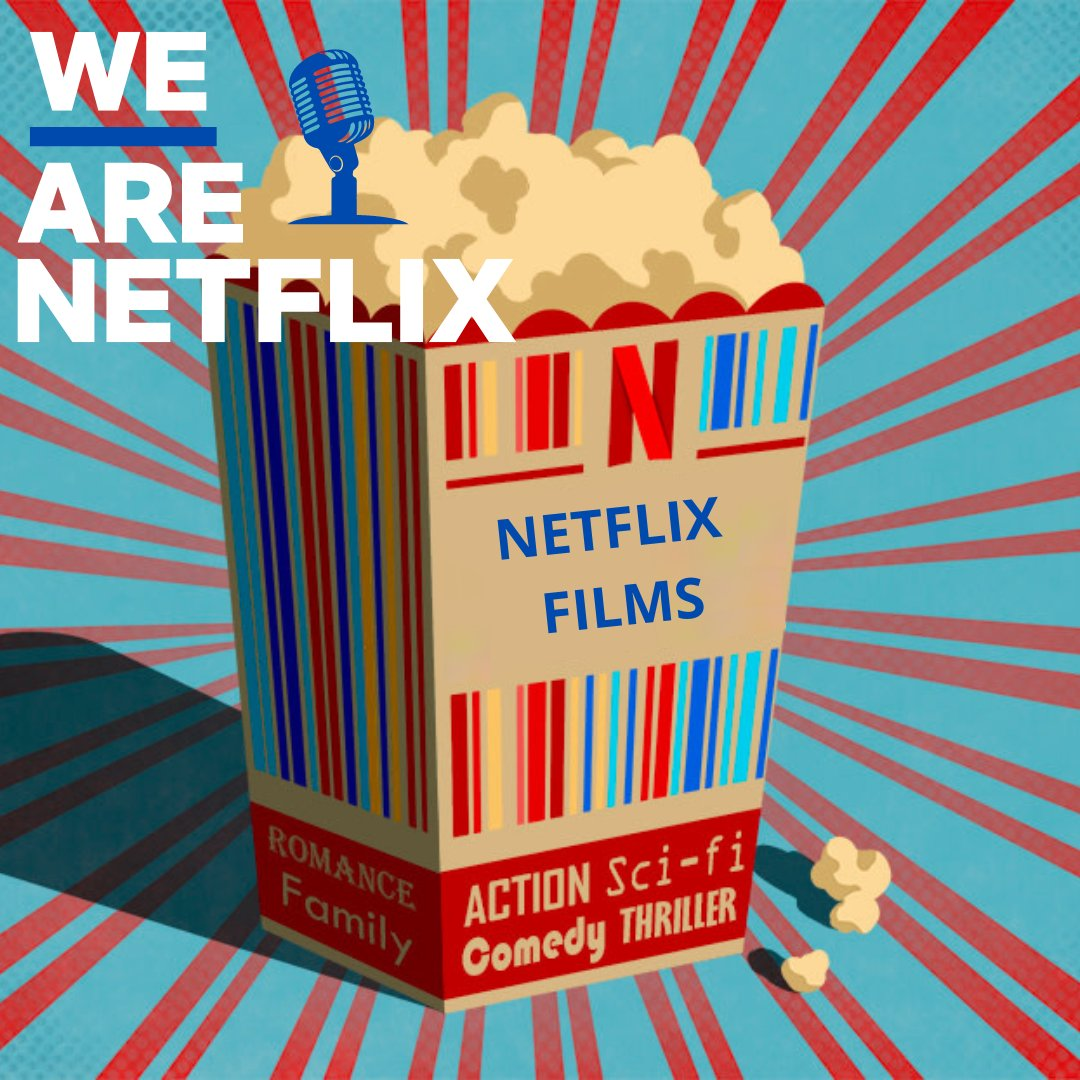 WE
ARE
NETFLIX
N
NETFLIX
FILMS
ROMANCE
Family
ACTION Sci-fi
Comedy THRILLER